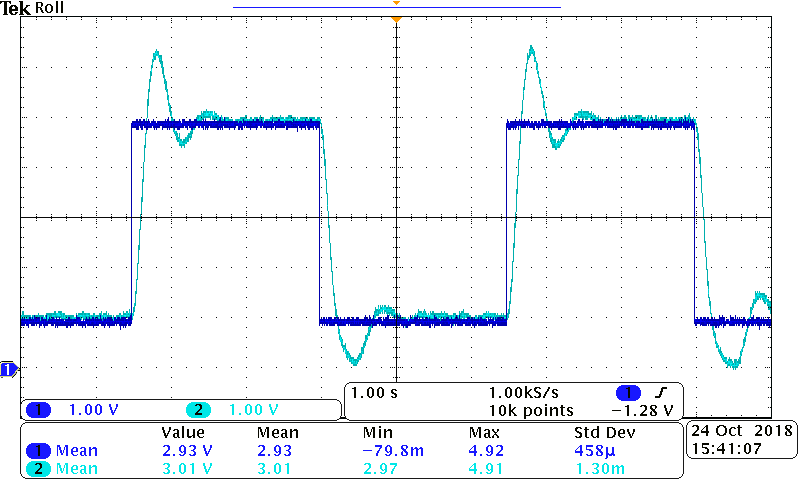 Tek Roll
1
1 1.00 V 2 1.00 V
1.00 s 1.00kS/s 1
10k points −1.28 V
Value Mean Min Max Std Dev
1 Mean 2.93 V 2.93 −79.8m 4.92 458µ
2 Mean 3.01 V 3.01 2.97 4.91 1.30m
24 Oct 2018
15:41:07